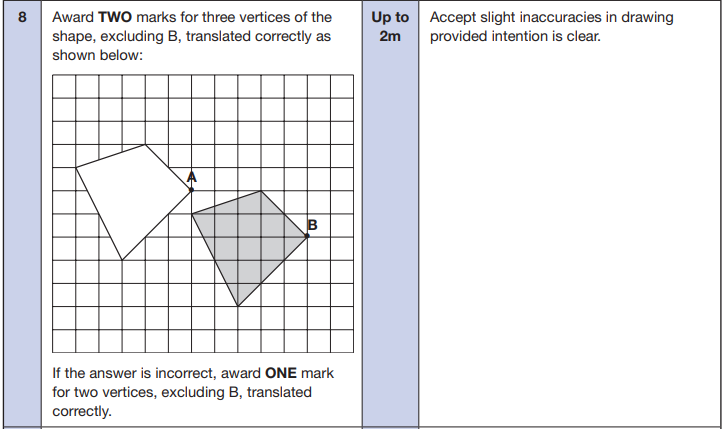 8
Award TWO marks for three vertices of the
shape, excluding B, translated correctly as
shown below:
A
B
If the answer is incorrect, award ONE mark
for two vertices, excluding B, translated
correctly.
Up to
2m
Accept slight inaccuracies in drawing
provided intention is clear.